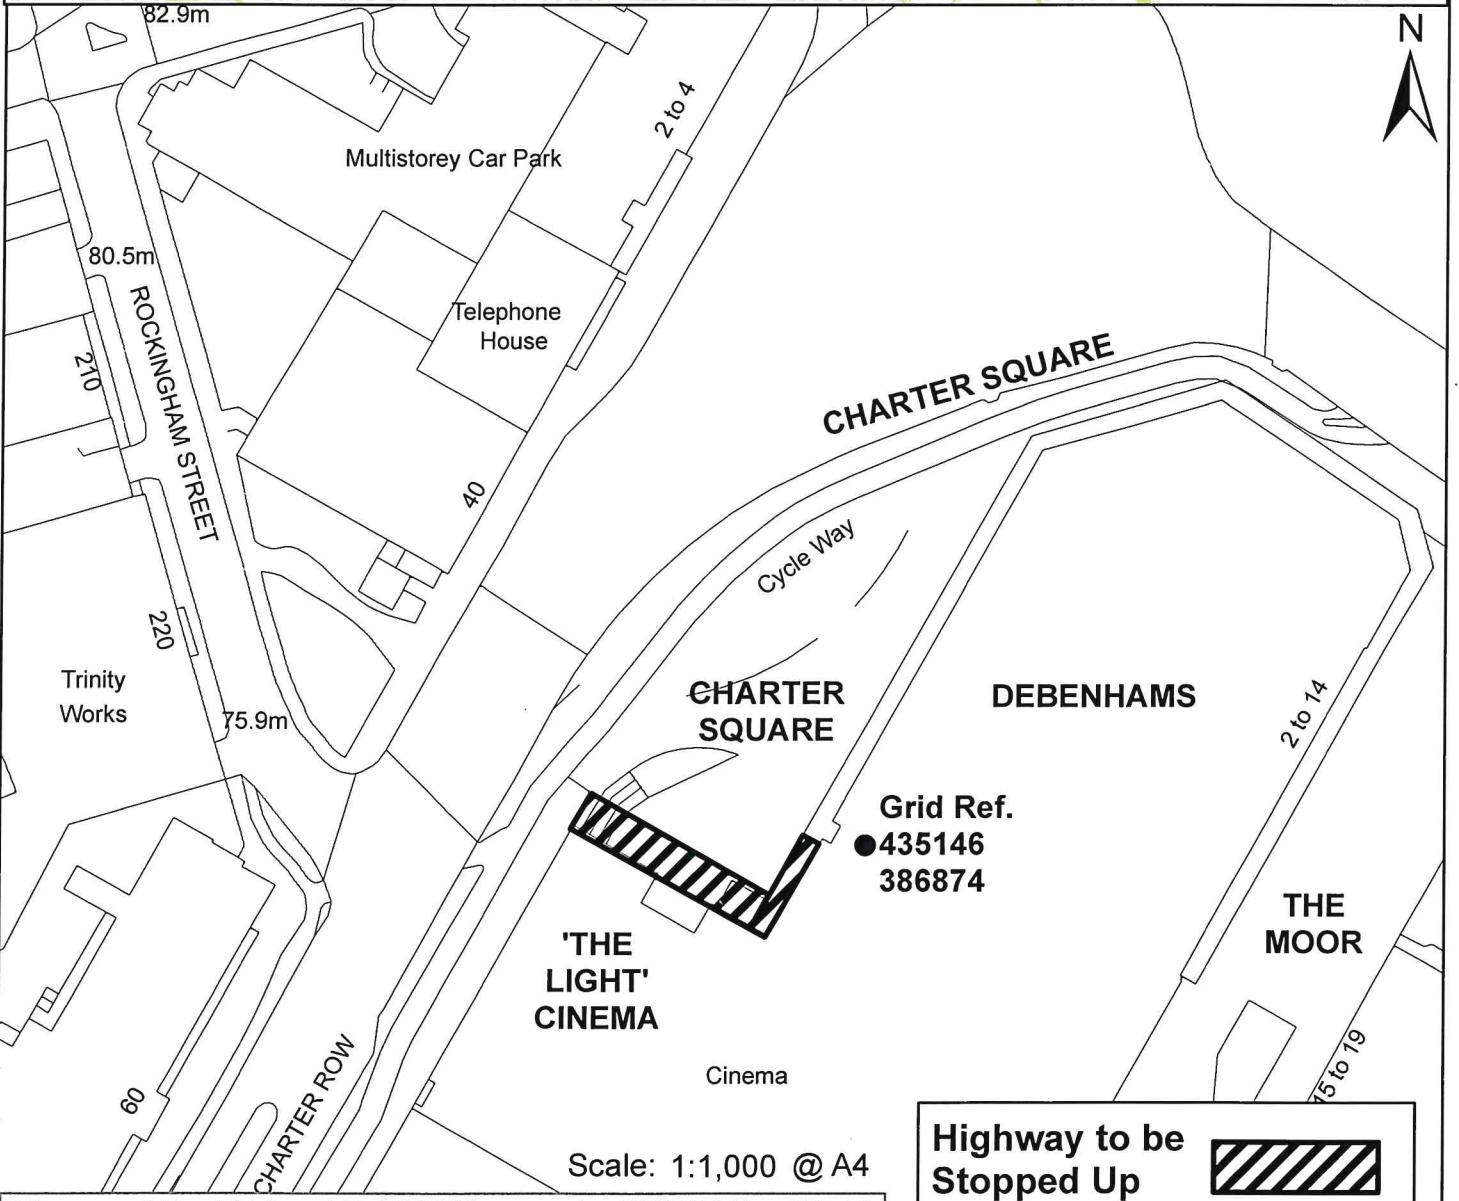 82.9m
N
2 to 4
Multistorey Car Park
80.5m
ROCKINGHAM STREET
Telephone
House
210
CHARTER SQUARE
40
Cycle Way
220
Trinity
Works
75.9m
CHARTER
SQUARE
DEBENHAMS
2 to 14
Grid Ref.
435146
386874
THE
MOOR
'THE
LIGHT'
CINEMA
Cinema
15 to 19
60
CHARTER ROW
Scale: 1:1,000 @ A4
Highway to be
Stopped Up